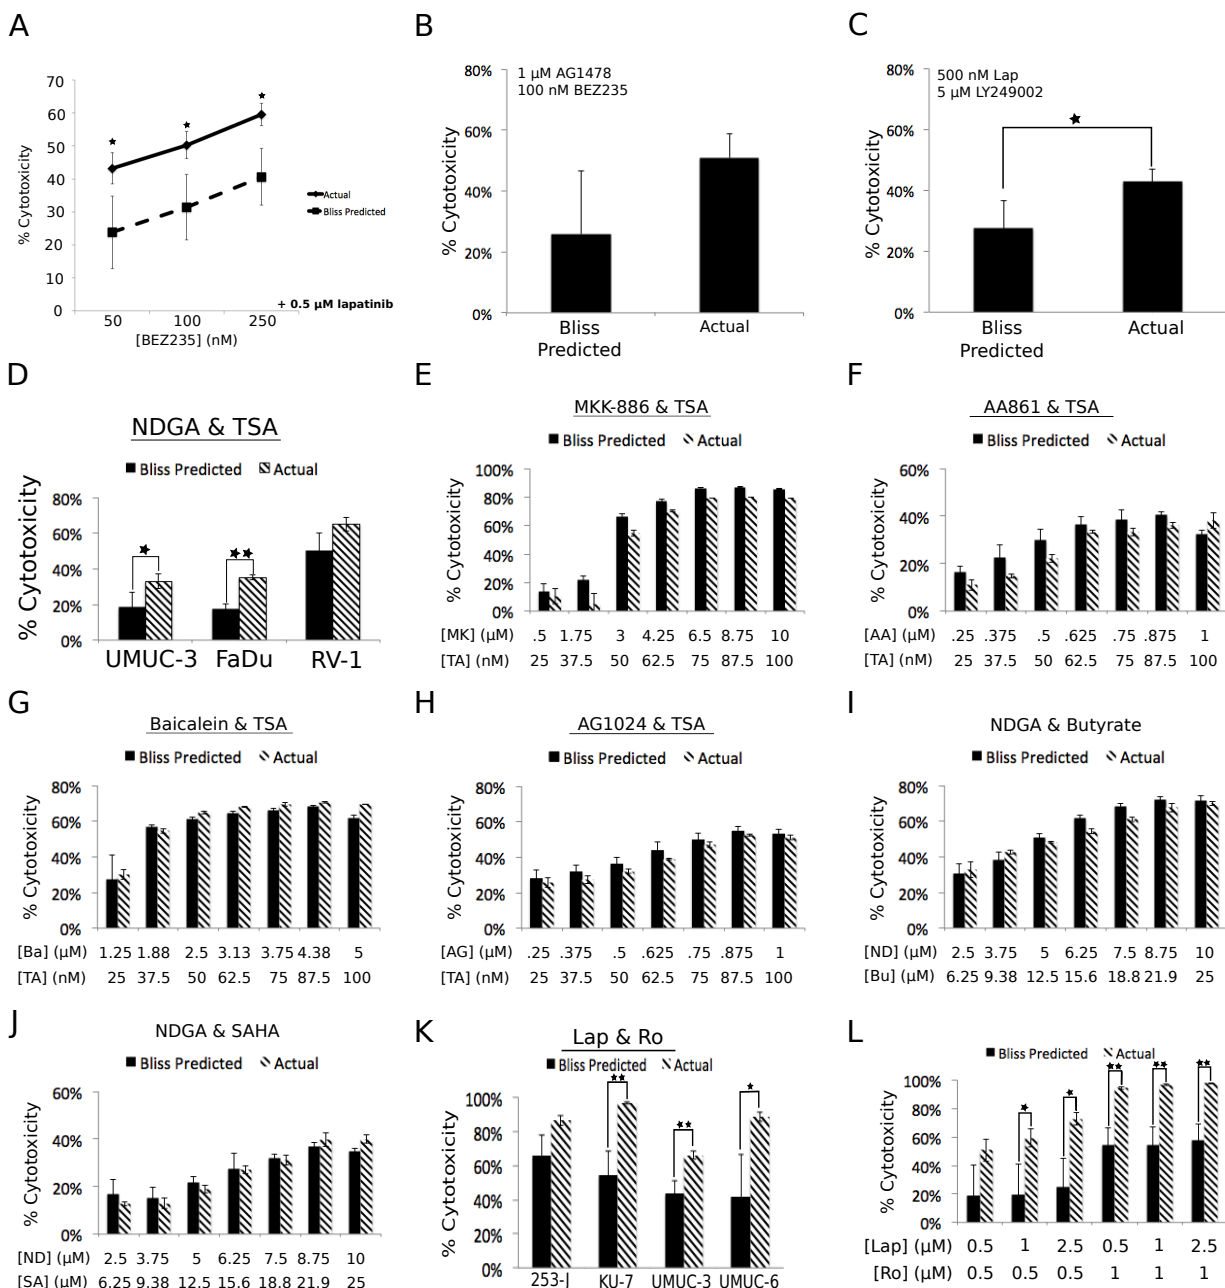 A
70
60
50
40
30
20
10
0
% Cytotoxicity
Actual
Bliss Predicted
+ 0.5 µM lapatinib
50 100 250
[BEZ235] (nM)
B
1 µM AG1478
100 nM BEZ235
80%
60%
40%
20%
0%
% Cytotoxicity
Bliss Predicted
Actual
C
500 nM Lap
5 µM LY249002
80%
60%
40%
20%
0%
% Cytotoxicity
Bliss Predicted
Actual
D
NDGA & TSA
Bliss Predicted Actual
80%
60%
40%
20%
0%
% Cytotoxicity
UMUC-3 FaDu RV-1
E
MKK-886 & TSA
Bliss Predicted Actual
100%
80%
60%
40%
20%
0%
% Cytotoxicity
[MK] (µM) .5 1.75 3 4.25 6.5 8.75 10
[TA] (nM) 25 37.5 50 62.5 75 87.5 100
F
AA861 & TSA
Bliss Predicted Actual
60%
40%
20%
0%
% Cytotoxicity
[AA] (µM) .25 .375 .5 .625 .75 .875 1
[TA] (nM) 25 37.5 50 62.5 75 87.5 100
G
Baicalein & TSA
Bliss Predicted Actual
80%
60%
40%
20%
0%
% Cytotoxicity
[Ba] (µM) 1.25 1.88 2.5 3.13 3.75 4.38 5
[TA] (nM) 25 37.5 50 62.5 75 87.5 100
H
AG1024 & TSA
Bliss Predicted Actual
80%
60%
40%
20%
0%
% Cytotoxicity
[AG] (µM) .25 .375 .5 .625 .75 .875 1
[TA] (nM) 25 37.5 50 62.5 75 87.5 100
I
NDGA & Butyrate
Bliss Predicted Actual
80%
60%
40%
20%
0%
% Cytotoxicity
[ND] (µM) 2.5 3.75 5 6.25 7.5 8.75 10
[Bu] (µM) 6.25 9.38 12.5 15.6 18.8 21.9 25
J
NDGA & SAHA
Bliss Predicted Actual
60%
40%
20%
0%
% Cytotoxicity
[ND] (µM) 2.5 3.75 5 6.25 7.5 8.75 10
[SA] (µM) 6.25 9.38 12.5 15.6 18.8 21.9 25
K
Lap & Ro
Bliss Predicted Actual
100%
80%
60%
40%
20%
0%
% Cytotoxicity
253-J KU-7 UMUC-3 UMUC-6
L
Bliss Predicted Actual
100%
80%
60%
40%
20%
0%
% Cytotoxicity
[Lap] (µM) 0.5 1 2.5 0.5 1 2.5
[Ro] (µM) 0.5 0.5 0.5 1 1 1